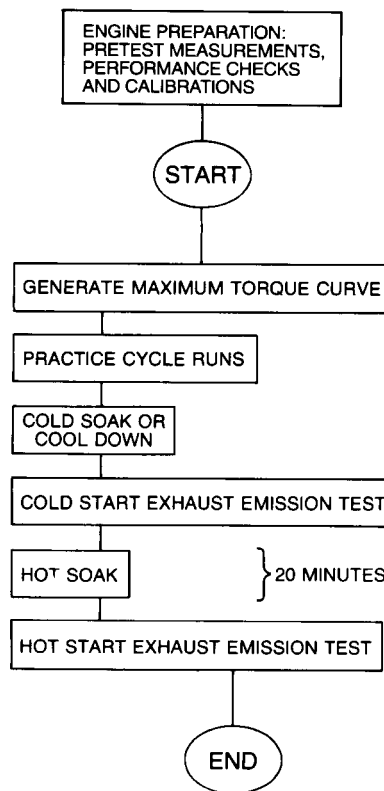 ENGINE PREPARATION:
PRETEST MEASUREMENTS,
PERFORMANCE CHECKS
AND CALIBRATIONS
START
GENERATE MAXIMUM TORQUE CURVE
PRACTICE CYCLE RUNS
COLD SOAK OR
COOL DOWN
COLD START EXHAUST EMISSION TEST
HOT SOAK
20 MINUTES
HOT START EXHAUST EMISSION TEST
END